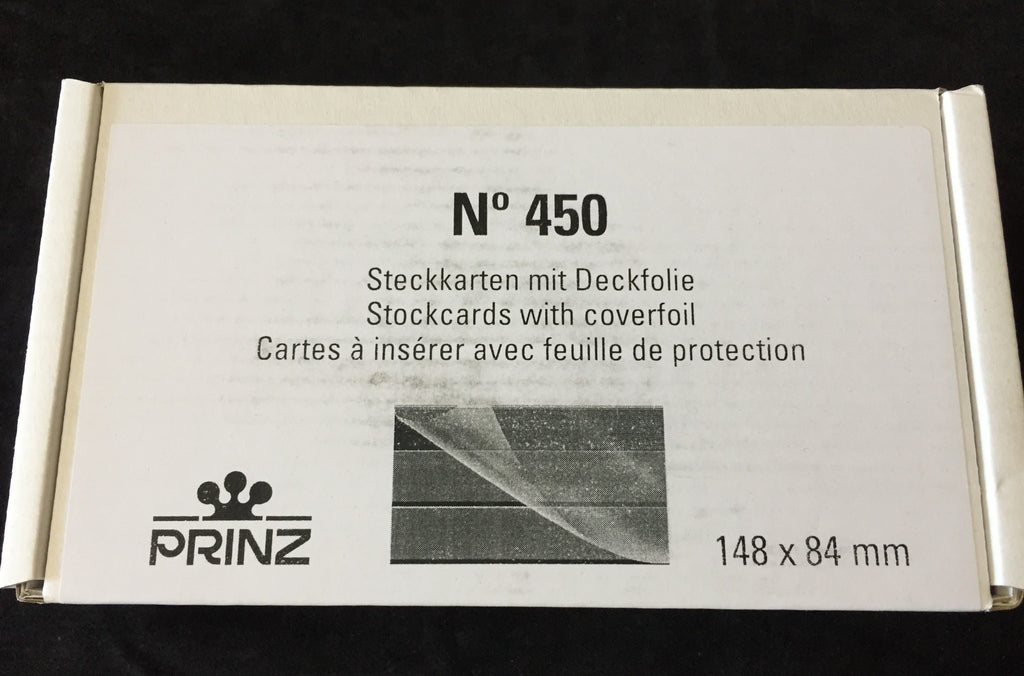 Nº 450
Steckkarten mit Deckfolie
Stockcards with coverfoil
Cartes à insérer avec feuille de protection
PRINZ
148 x 84 mm